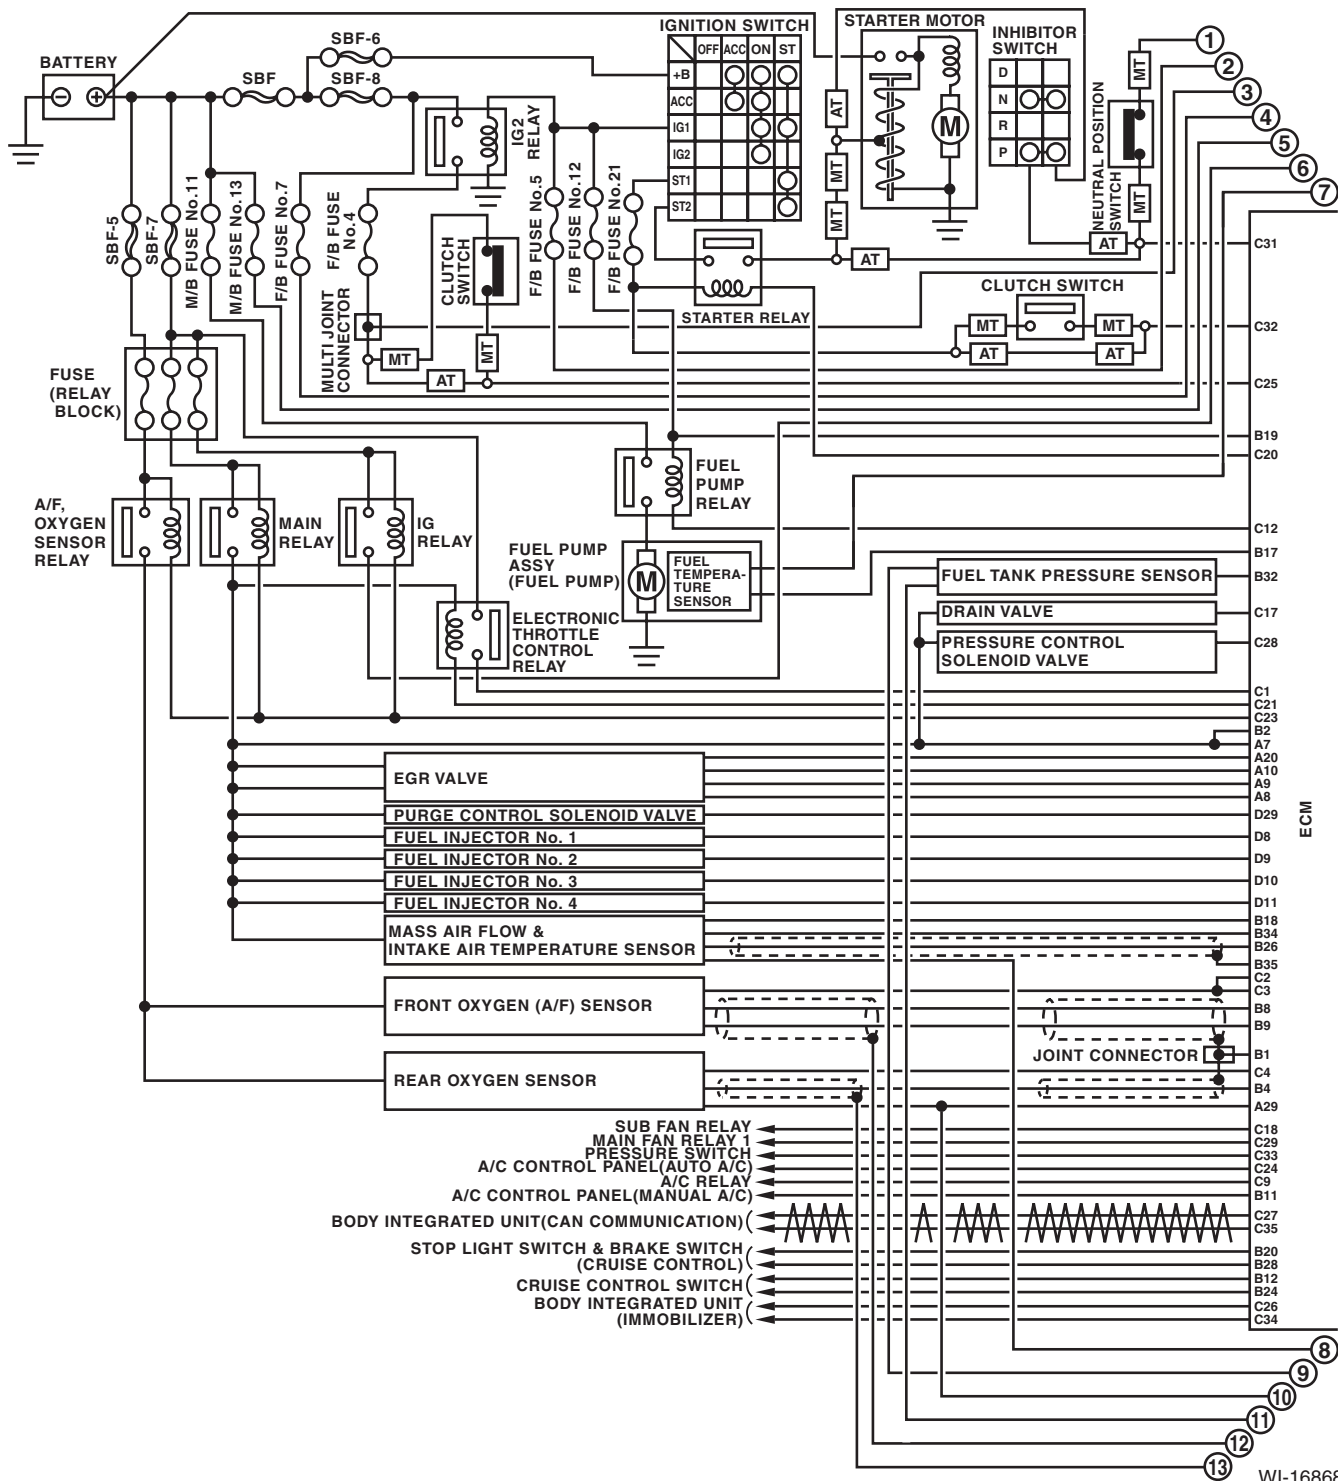 IGNITION SWITCH
STARTER MOTOR
INHIBITOR
SWITCH
OFF ACC ON ST
+B
ACC
IG1
IG2
ST1
ST2
D
N
R
P
BATTERY
SBF-6
SBF
SBF-8
IG2
RELAY
AT
MT
MT
AT
M
MT
NEUTRAL POSITION
SWITCH
MT
AT
1
2
3
4
5
6
7
SBF-5
SBF-7
M/B FUSE No.11
M/B FUSE No.13
F/B FUSE No.7
F/B FUSE
No.4
CLUTCH
SWITCH
F/B FUSE No.5
F/B FUSE No.12
F/B FUSE No.21
STARTER RELAY
CLUTCH SWITCH
MT
MT
AT
AT
MULTI JOINT
CONNECTOR
MT
MT
AT
C31
C32
C25
B19
C20
C12
B17
B32
C17
C28
C1
C21
C23
B2
A7
A20
A10
A9
A8
D29
D8
D9
D10
D11
B18
B34
B26
B35
C2
C3
B8
B9
B1
C4
B4
A29
C18
C29
C33
C24
C9
B11
C27
C35
B20
B28
B12
B24
C26
C34
ECM
FUSE
(RELAY
BLOCK)
A/F,
OXYGEN
SENSOR
RELAY
MAIN
RELAY
IG
RELAY
FUEL
PUMP
RELAY
FUEL PUMP
ASSY
(FUEL PUMP)
M
FUEL
TEMPERA-
TURE
SENSOR
ELECTRONIC
THROTTLE
CONTROL
RELAY
FUEL TANK PRESSURE SENSOR
DRAIN VALVE
PRESSURE CONTROL
SOLENOID VALVE
EGR VALVE
PURGE CONTROL SOLENOID VALVE
FUEL INJECTOR No. 1
FUEL INJECTOR No. 2
FUEL INJECTOR No. 3
FUEL INJECTOR No. 4
MASS AIR FLOW &
INTAKE AIR TEMPERATURE SENSOR
FRONT OXYGEN (A/F) SENSOR
JOINT CONNECTOR
REAR OXYGEN SENSOR
SUB FAN RELAY
MAIN FAN RELAY 1
PRESSURE SWITCH
A/C CONTROL PANEL(AUTO A/C)
A/C RELAY
A/C CONTROL PANEL(MANUAL A/C)
BODY INTEGRATED UNIT(CAN COMMUNICATION)
STOP LIGHT SWITCH & BRAKE SWITCH
(CRUISE CONTROL)
CRUISE CONTROL SWITCH
BODY INTEGRATED UNIT
(IMMOBILIZER)
8
9
10
11
12
13
WI-16868